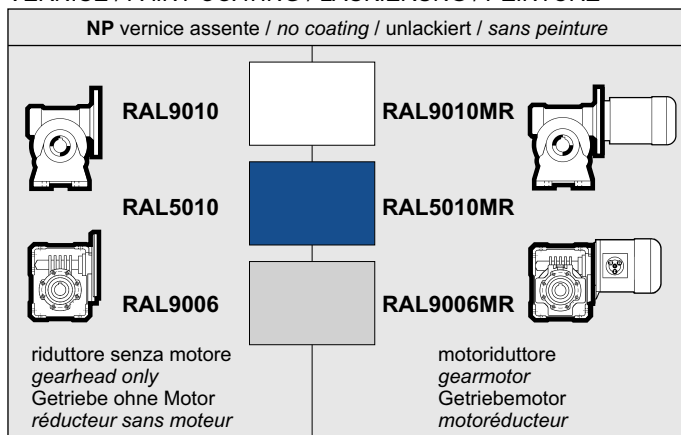 NP vernice assente / no coating / unlackiert / sans peinture
RAL9010
RAL9010MR
RAL5010
RAL5010MR
RAL9006
RAL9006MR
riduttore senza motore
gearhead only
Getriebe ohne Motor
réducteur sans moteur
motoriduttore
gearmotor
Getriebemotor
motoréducteur